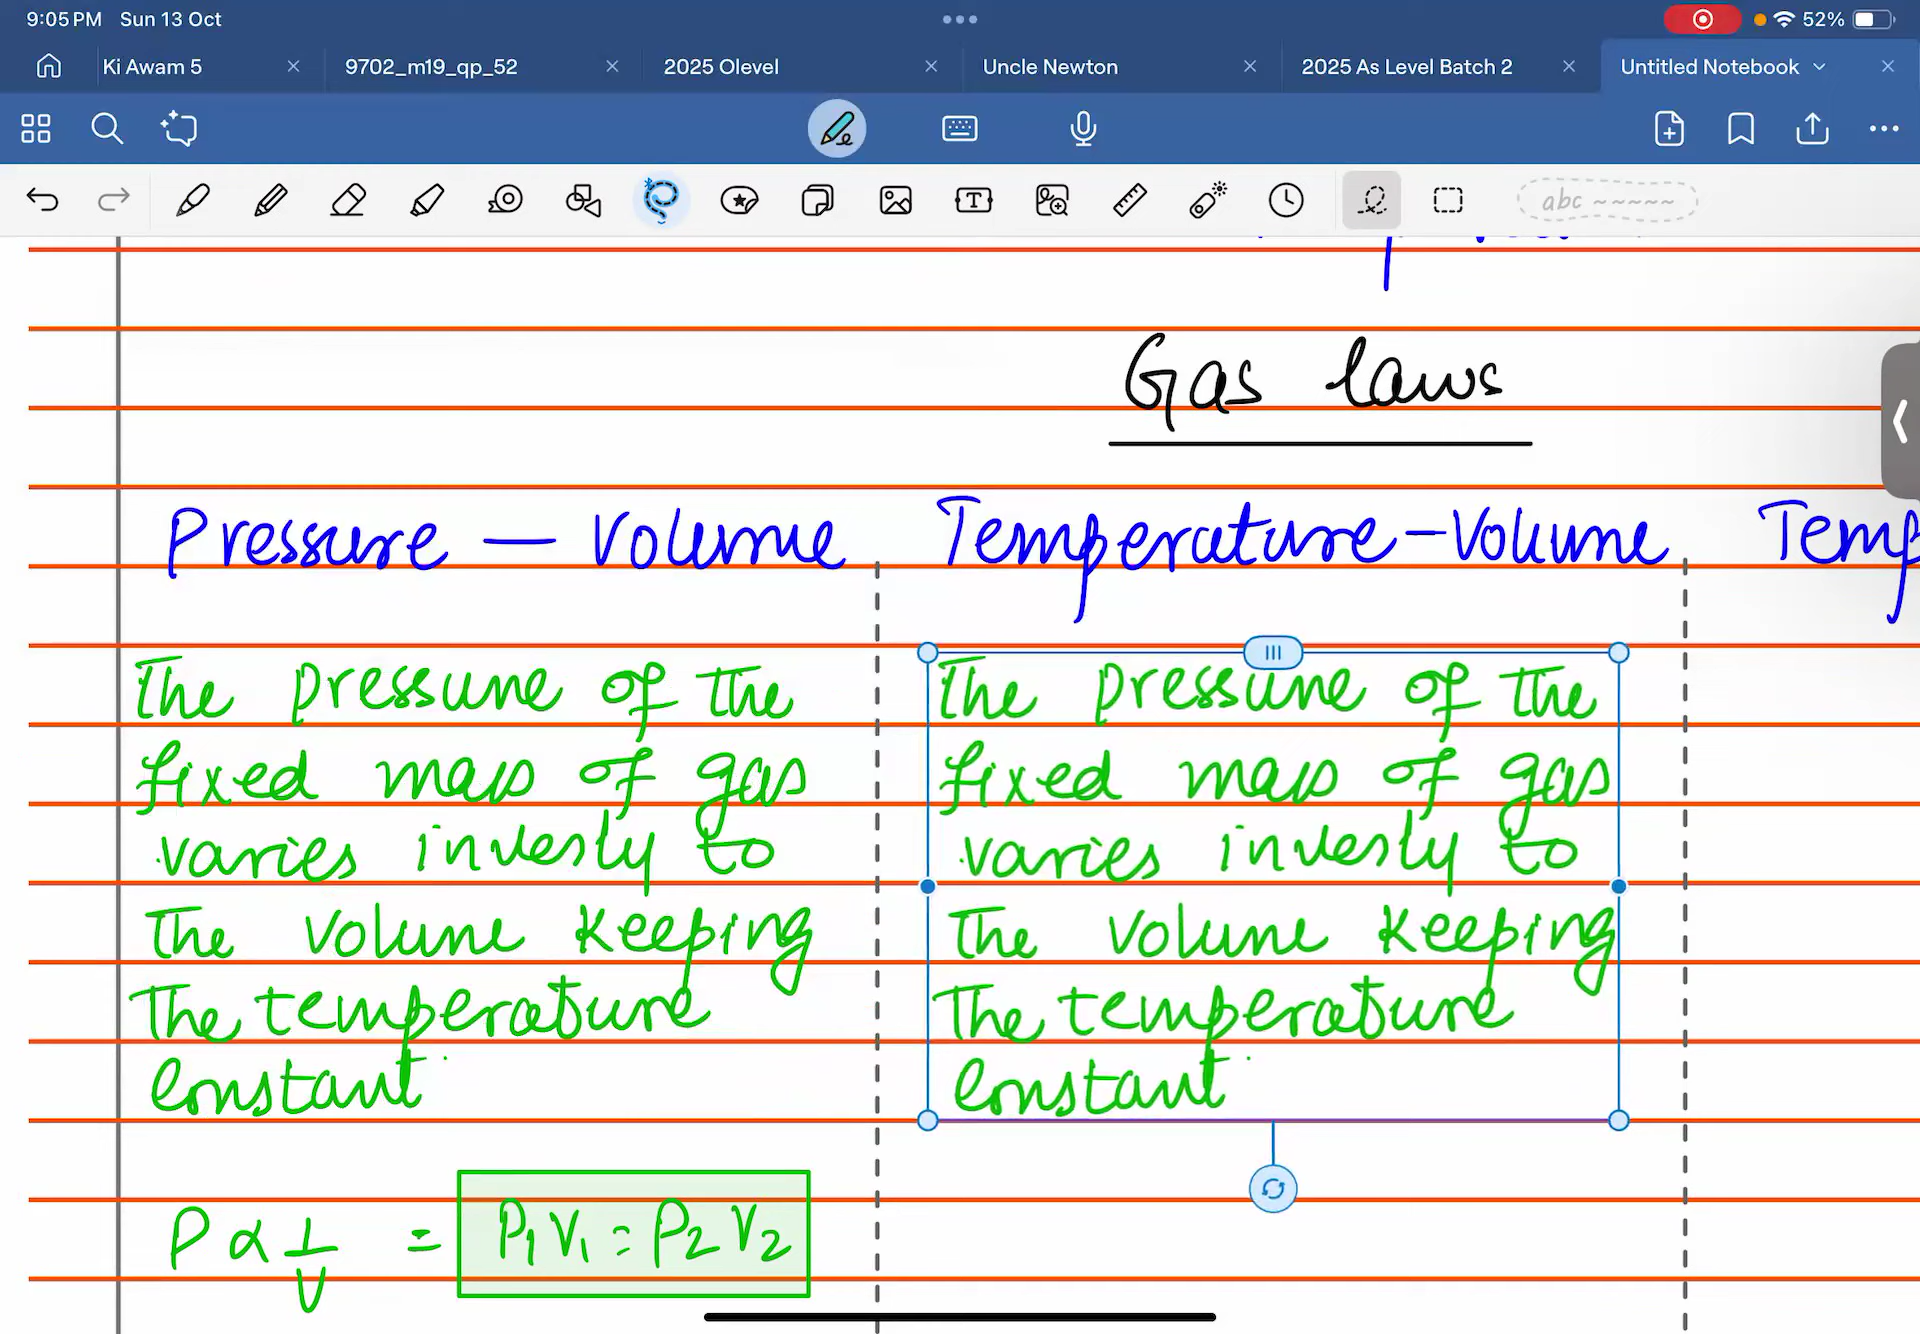 9:05 PM Sun 13 Oct
52%
Ki Awam 5
9702_m19_qp_52
2025 Olevel
Uncle Newton
2025 As Level Batch 2
Untitled Notebook
abc
Gas laws
Pressure — Volume
Temperature - Volume
Temp
The pressure of the
fixed mass of gas
varies inversly to
the volume keeping
the temperature
constant
P ∝ 1/V = P₁V₁ = P₂V₂
The pressure of the
fixed mass of gas
varies inversly to
the volume keeping
the temperature
constant